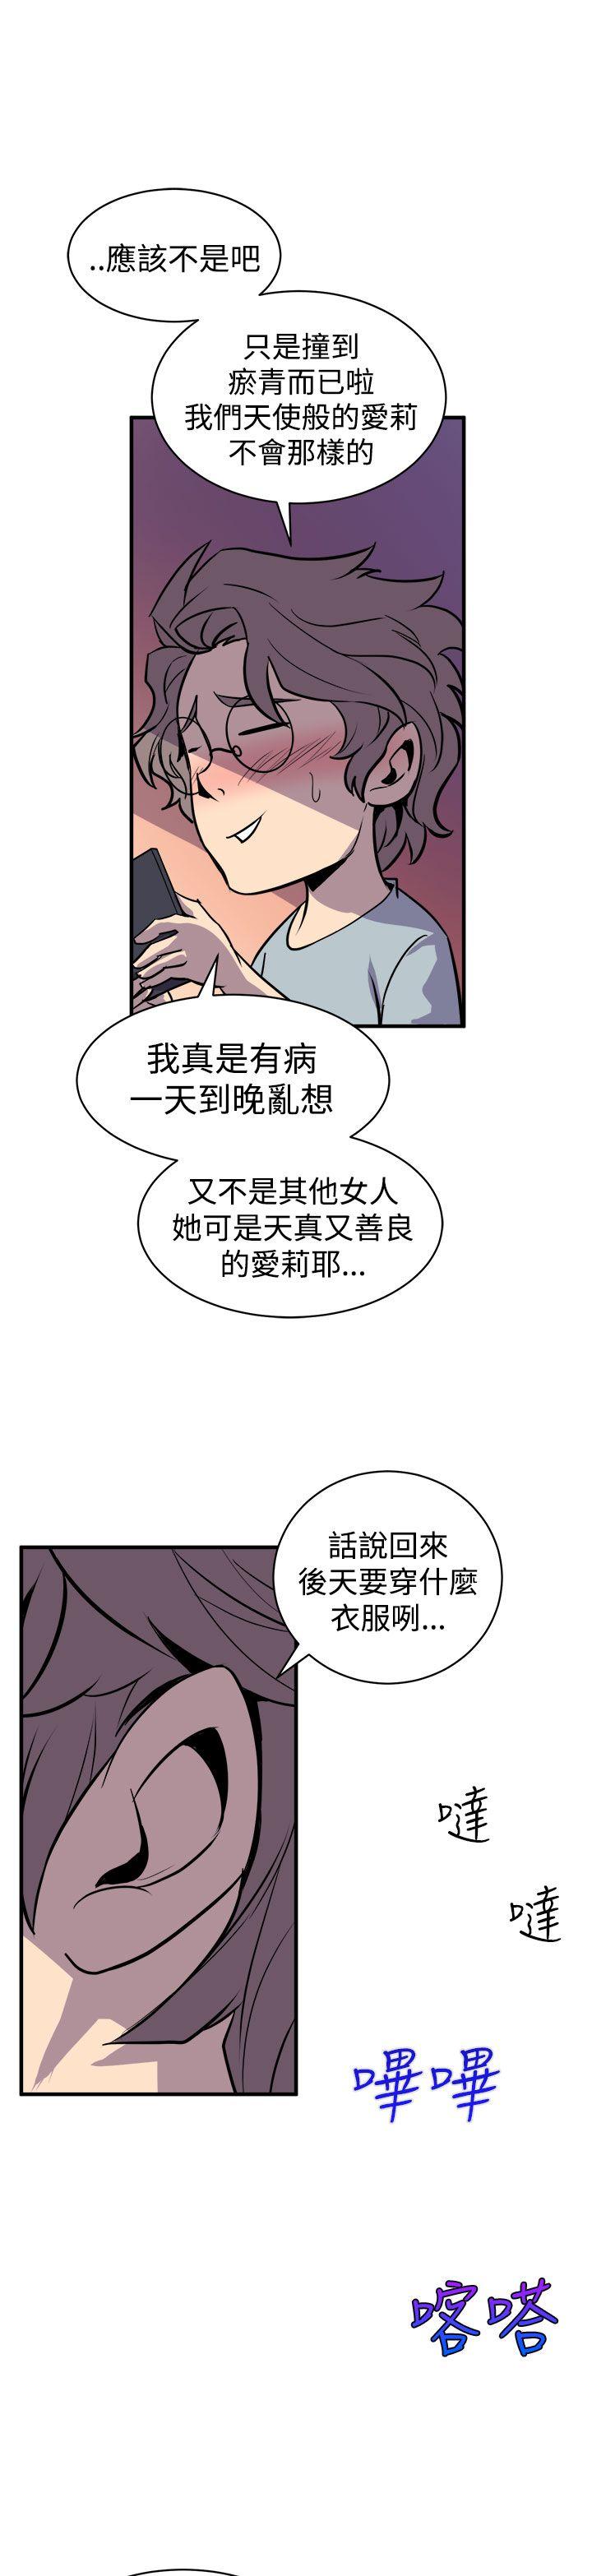 ..應該不是吧
只是撞到
瘀青而已啦
我們天使般的愛莉
不會那樣的
我真是有病
一天到晚亂想
又不是其他女人
她可是天真又善良
的愛莉耶...
話說回來
後天要穿什麼
衣服咧...
噠
噠
嗶嗶
喀嗒